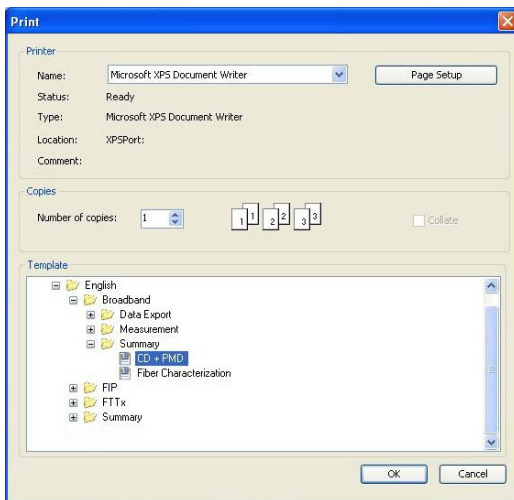 Print
Printer
Name: Microsoft XPS Document Writer Page Setup
Status: Ready
Type: Microsoft XPS Document Writer
Location: XPSPort:
Comment:
Copies
Number of copies: 1 1 1 2 2 3 3 Collate
Template
English
Broadband
Data Export
Measurement
Summary
CD + PMD
Fiber Characterization
FIP
FTTx
Summary
OK Cancel